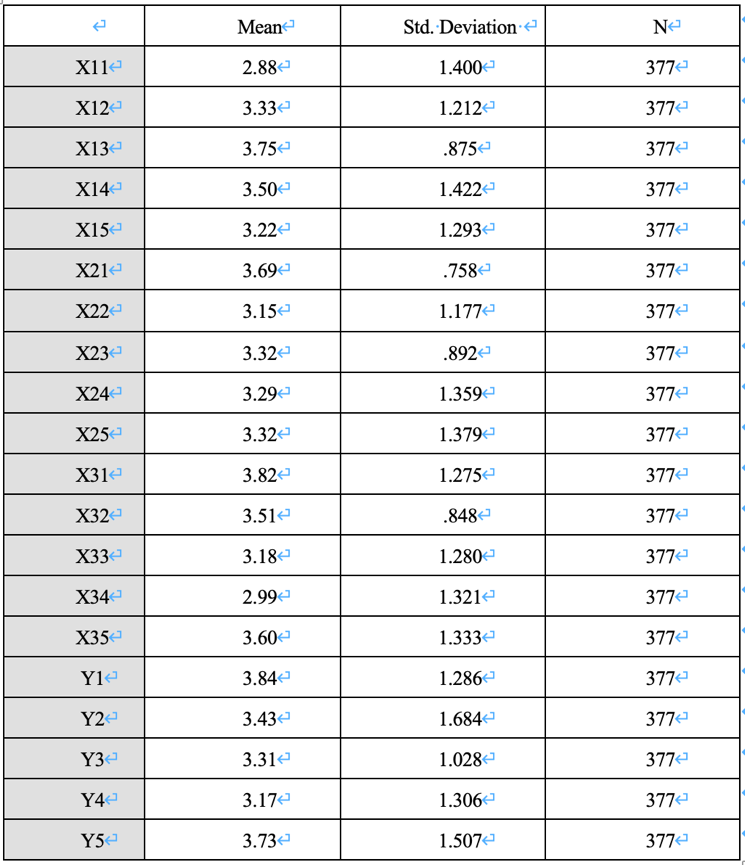 Mean Std. Deviation N
X11 2.88 1.400 377
X12 3.33 1.212 377
X13 3.75 .875 377
X14 3.50 1.422 377
X15 3.22 1.293 377
X21 3.69 .758 377
X22 3.15 1.177 377
X23 3.32 .892 377
X24 3.29 1.359 377
X25 3.32 1.379 377
X31 3.82 1.275 377
X32 3.51 .848 377
X33 3.18 1.280 377
X34 2.99 1.321 377
X35 3.60 1.333 377
Y1 3.84 1.286 377
Y2 3.43 1.684 377
Y3 3.31 1.028 377
Y4 3.17 1.306 377
Y5 3.73 1.507 377